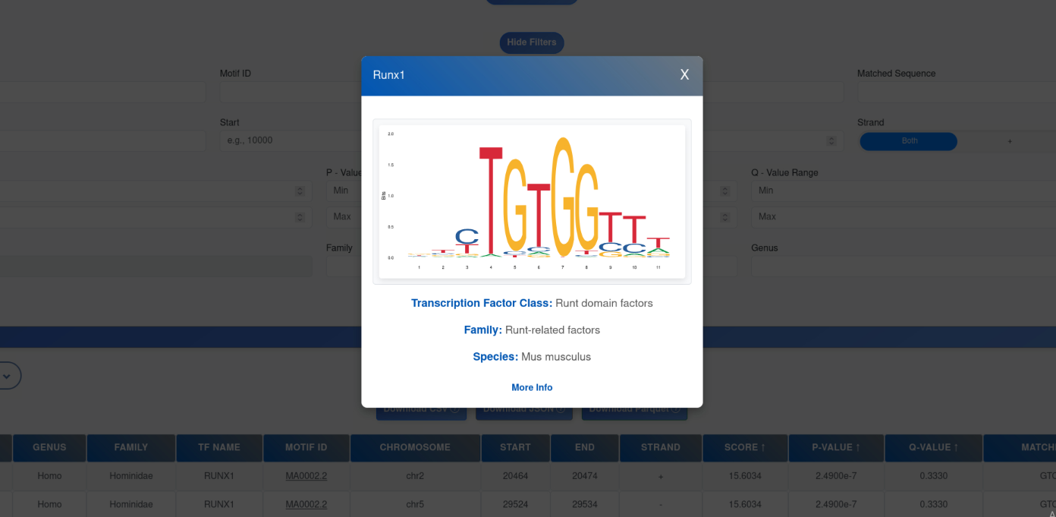 Hide Filters
Runx1
X
Motif ID
Matched Sequence
Start
Strand
e.g., 10000
Both
+
P - Value
Q - Value Range
Min
Min
Max
Max
Family
Genus
2.0
1.5
1.0
0.5
0.0
Bits
1 2 3 4 5 6 7 8 9 10 11
C T G T G G T T T
T C C A
Transcription Factor Class: Runt domain factors
Family: Runt-related factors
Species: Mus musculus
More Info
Download CSV
Download JSON
Download Parquet
GENUS FAMILY TF NAME MOTIF ID CHROMOSOME START END STRAND SCORE ↑ P-VALUE ↑ Q-VALUE ↑ MATCH
Homo Hominidae RUNX1 MA0002.2 chr2 20464 20474 + 15.6034 2.4900e-7 0.3330
Homo Hominidae RUNX1 MA0002.2 chr5 29524 29534 - 15.6034 2.4900e-7 0.3330